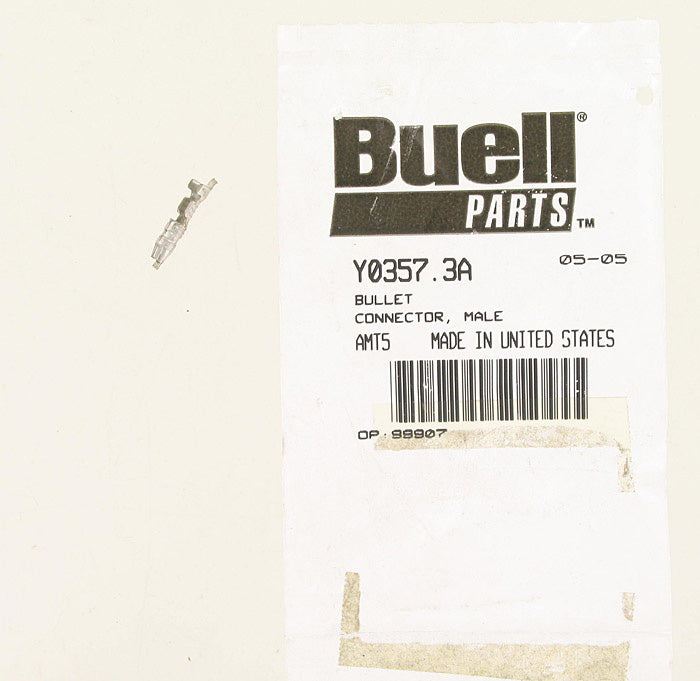 Buell®
PARTS™
Y0357.3A 05-05
BULLET
CONNECTOR, MALE
AMT5 MADE IN UNITED STATES
OP 99907